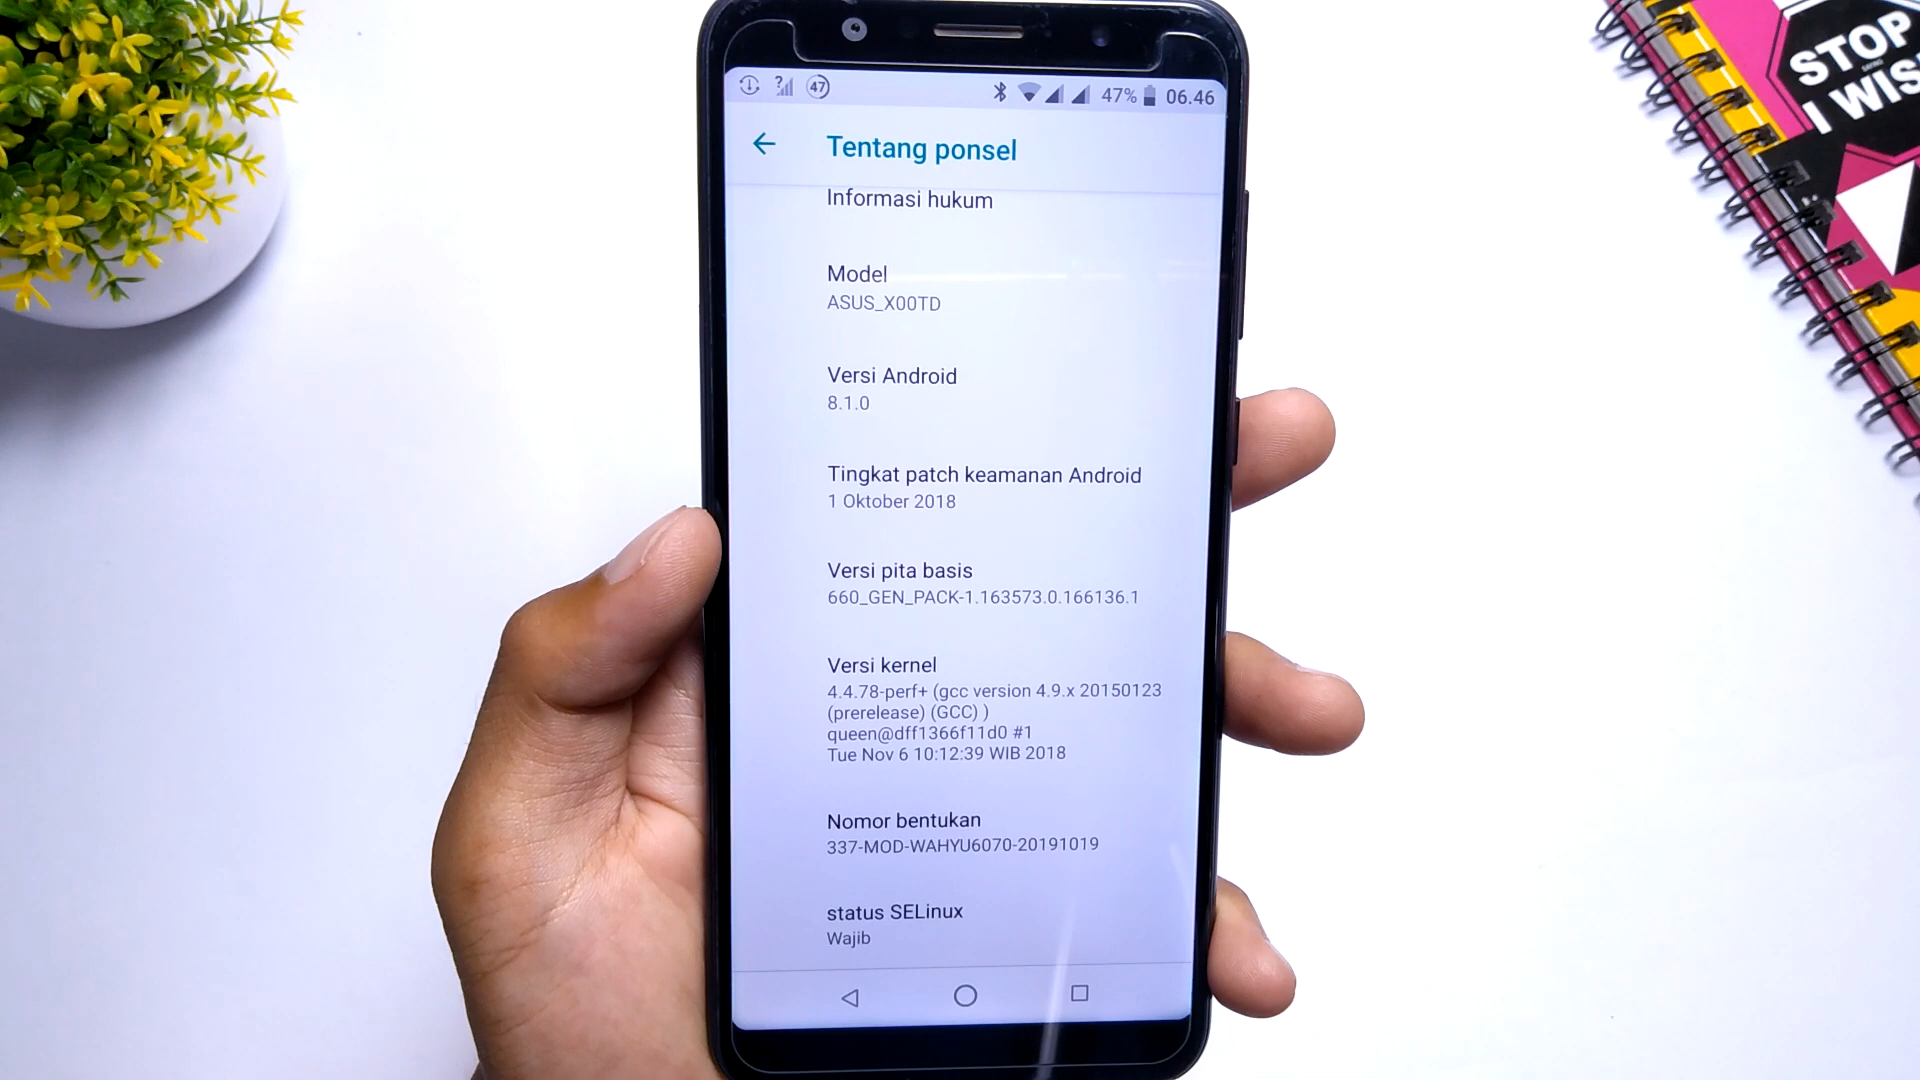 47
47%
06.46
Tentang ponsel
Informasi hukum
Model
ASUS_X00TD
Versi Android
8.1.0
Tingkat patch keamanan Android
1 Oktober 2018
Versi pita basis
660_GEN_PACK-1.163573.0.166136.1
Versi kernel
4.4.78-perf+ (gcc version 4.9.x 20150123
(prerelease) (GCC) )
queen@dff1366f11d0 #1
Tue Nov 6 10:12:39 WIB 2018
Nomor bentukan
337-MOD-WAHYU6070-20191019
status SELinux
Wajib
STOP
I